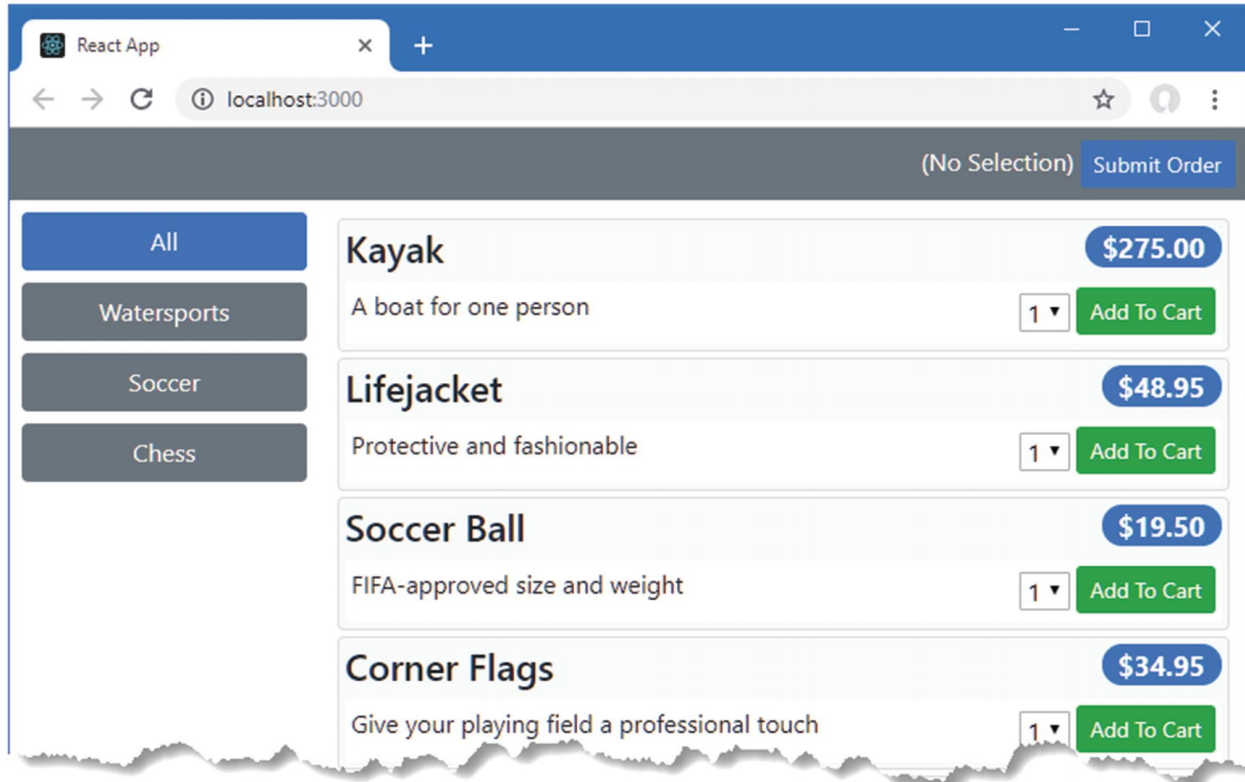 React App
localhost:3000
(No Selection) Submit Order
All
Watersports
Soccer
Chess
Kayak $275.00
A boat for one person 1 Add To Cart
Lifejacket $48.95
Protective and fashionable 1 Add To Cart
Soccer Ball $19.50
FIFA-approved size and weight 1 Add To Cart
Corner Flags $34.95
Give your playing field a professional touch 1 Add To Cart